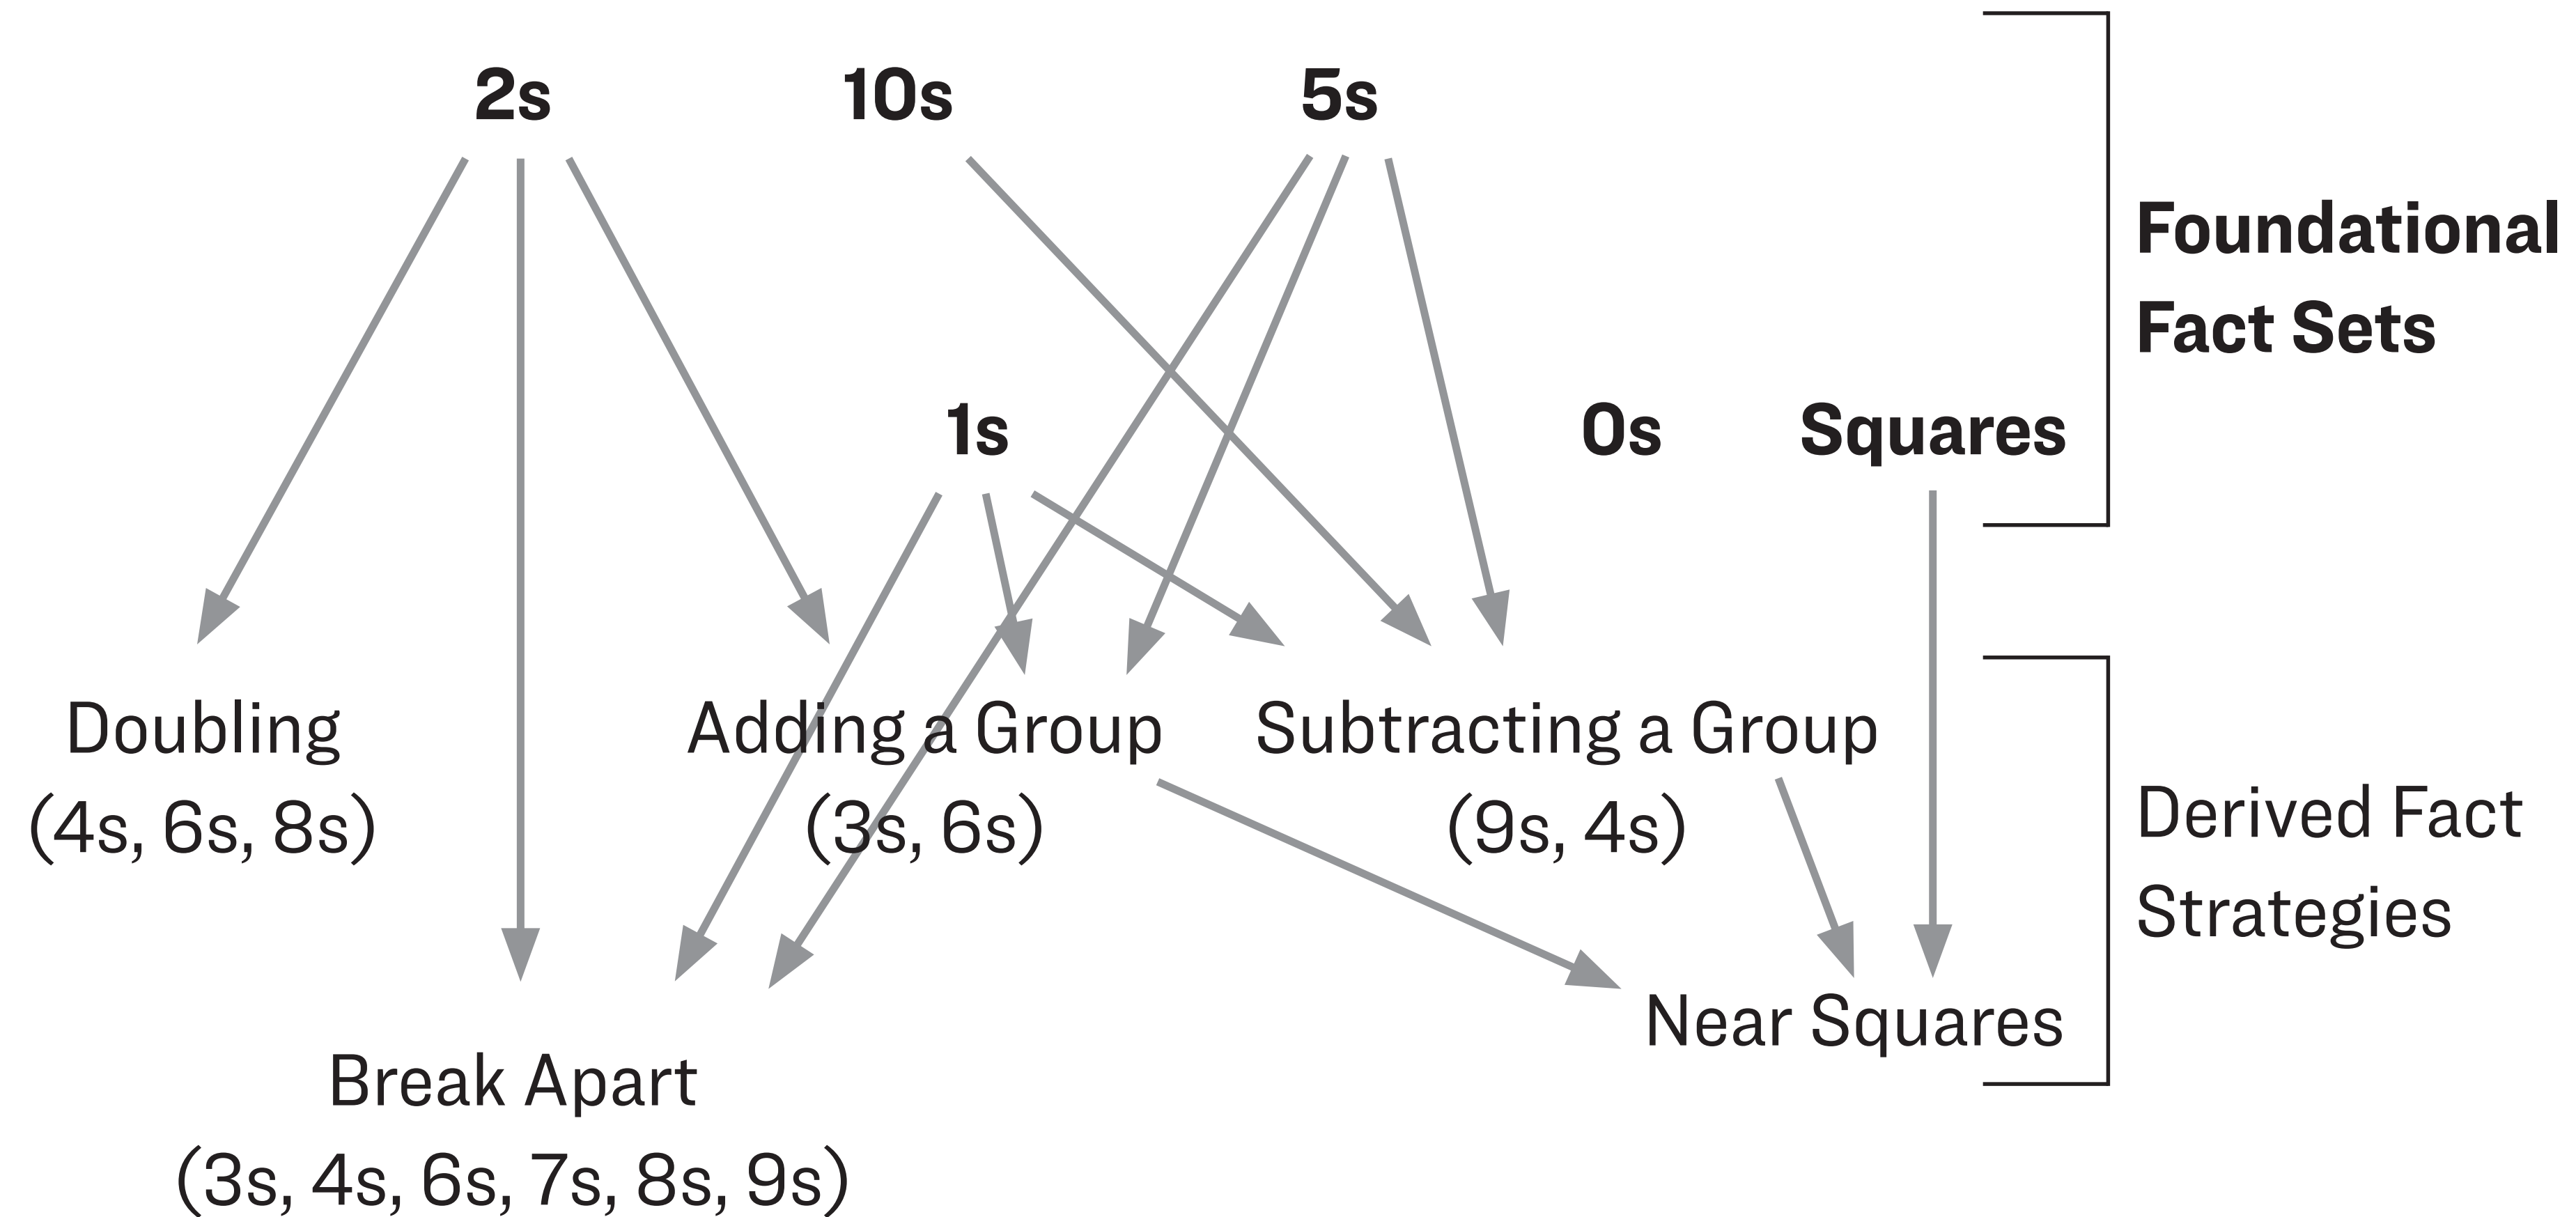 2s
10s
5s
Foundational
Fact Sets
1s
0s
Squares
Doubling
(4s, 6s, 8s)
Adding a Group
(3s, 6s)
Subtracting a Group
(9s, 4s)
Derived Fact
Strategies
Near Squares
Break Apart
(3s, 4s, 6s, 7s, 8s, 9s)